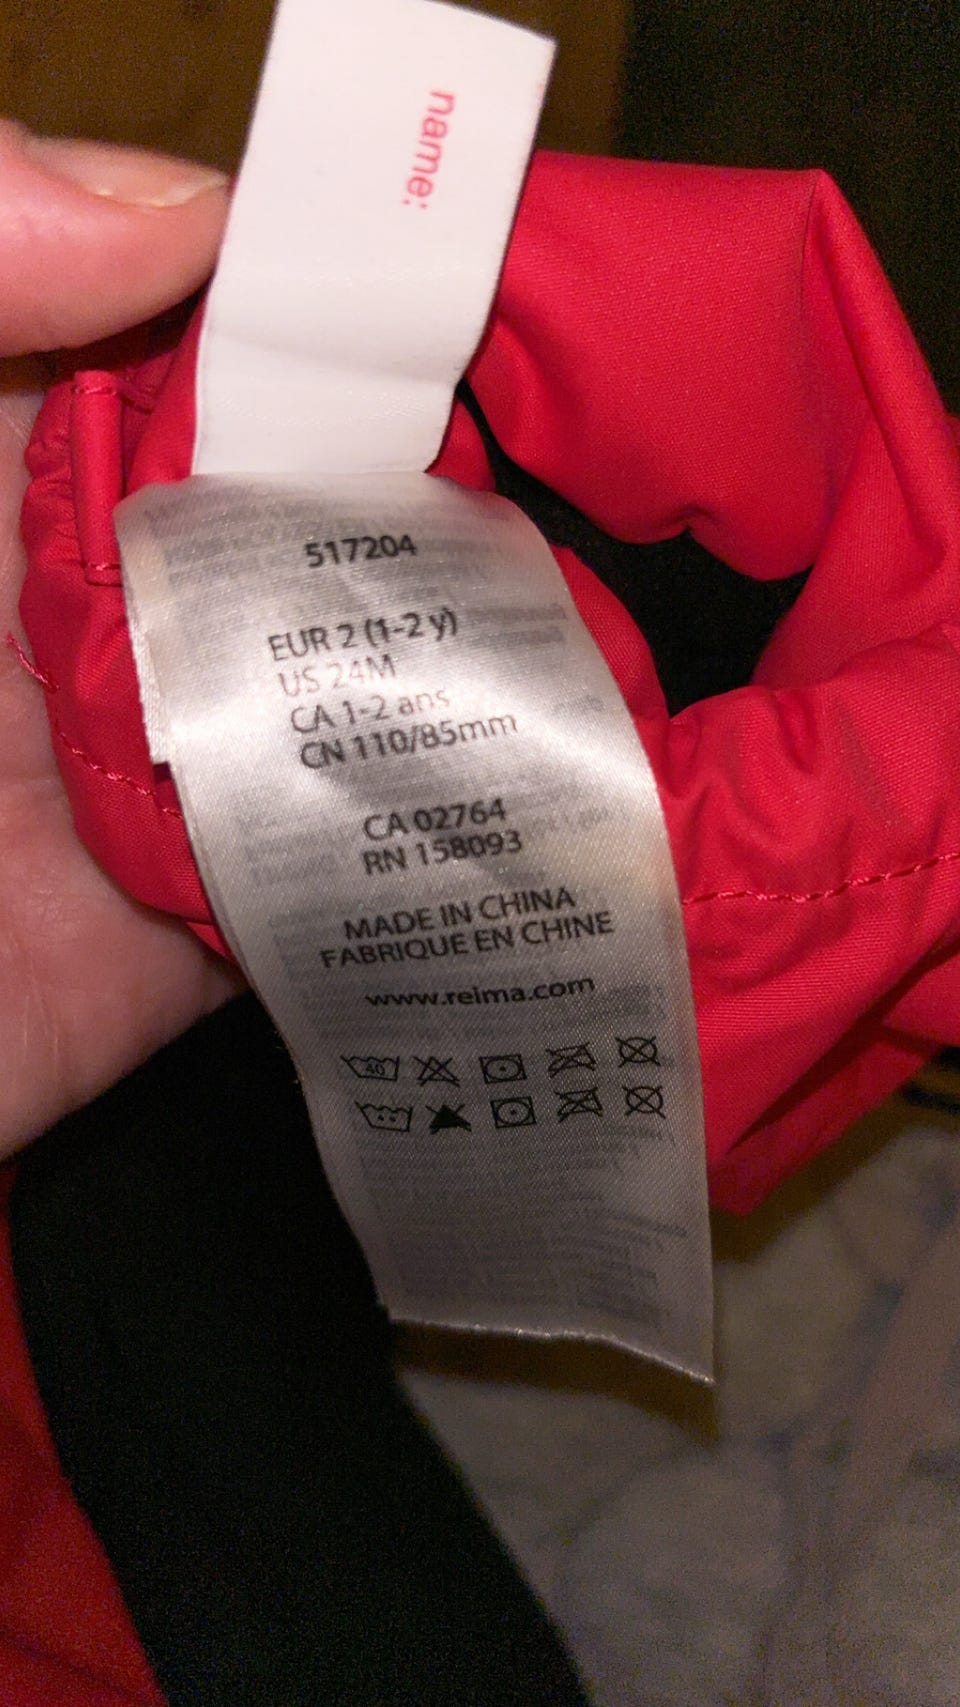 name:
517204
EUR 2 (1-2 y)
US 24M
CA 1-2 ans
CN 110/85mm
CA 02764
RN 158093
MADE IN CHINA
FABRIQUE EN CHINE
www.reima.com
40